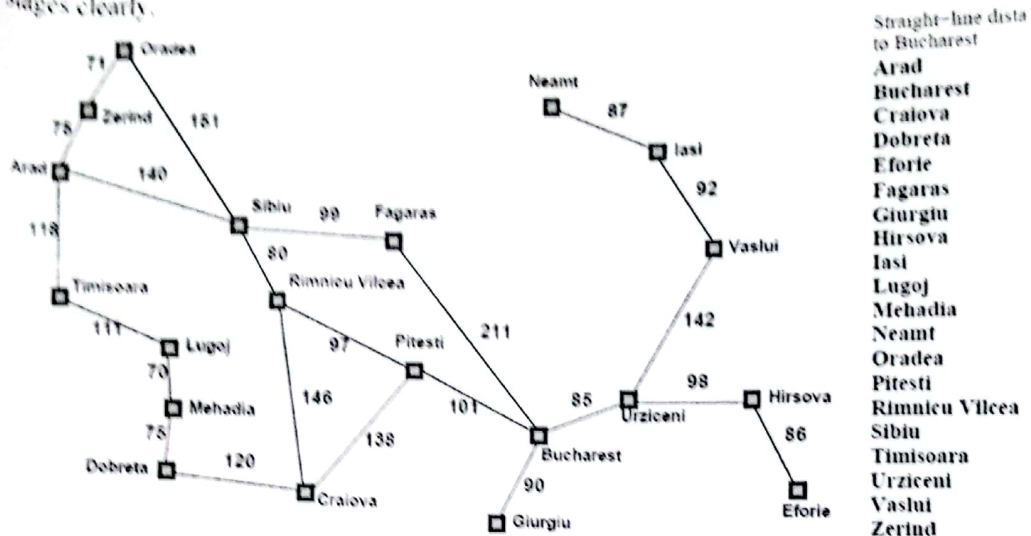 clearly.
Straight-line
to Bucharest
Arad
Bucharest
Craiova
Dobreta
Eforie
Fagaras
Giurgiu
Hirsova
Iasi
Lugoj
Mehadia
Neamt
Oradea
Pitesti
Rimnicu Vilcea
Sibiu
Timisoara
Urziceni
Vaslui
Zerind
Oradea
71
Neamt
87
Zerind
151
75
Iasi
Arad
140
92
Sibiu
99
Fagaras
118
80
Vaslui
Timisoara
Rimnicu Vilcea
142
111
211
Lugoj
97
Pitesti
70
98
Hirsova
146
101
85
Urziceni
Mehadia
86
75
138
Bucharest
Dobreta
120
90
Craiova
Eforie
Giurgiu